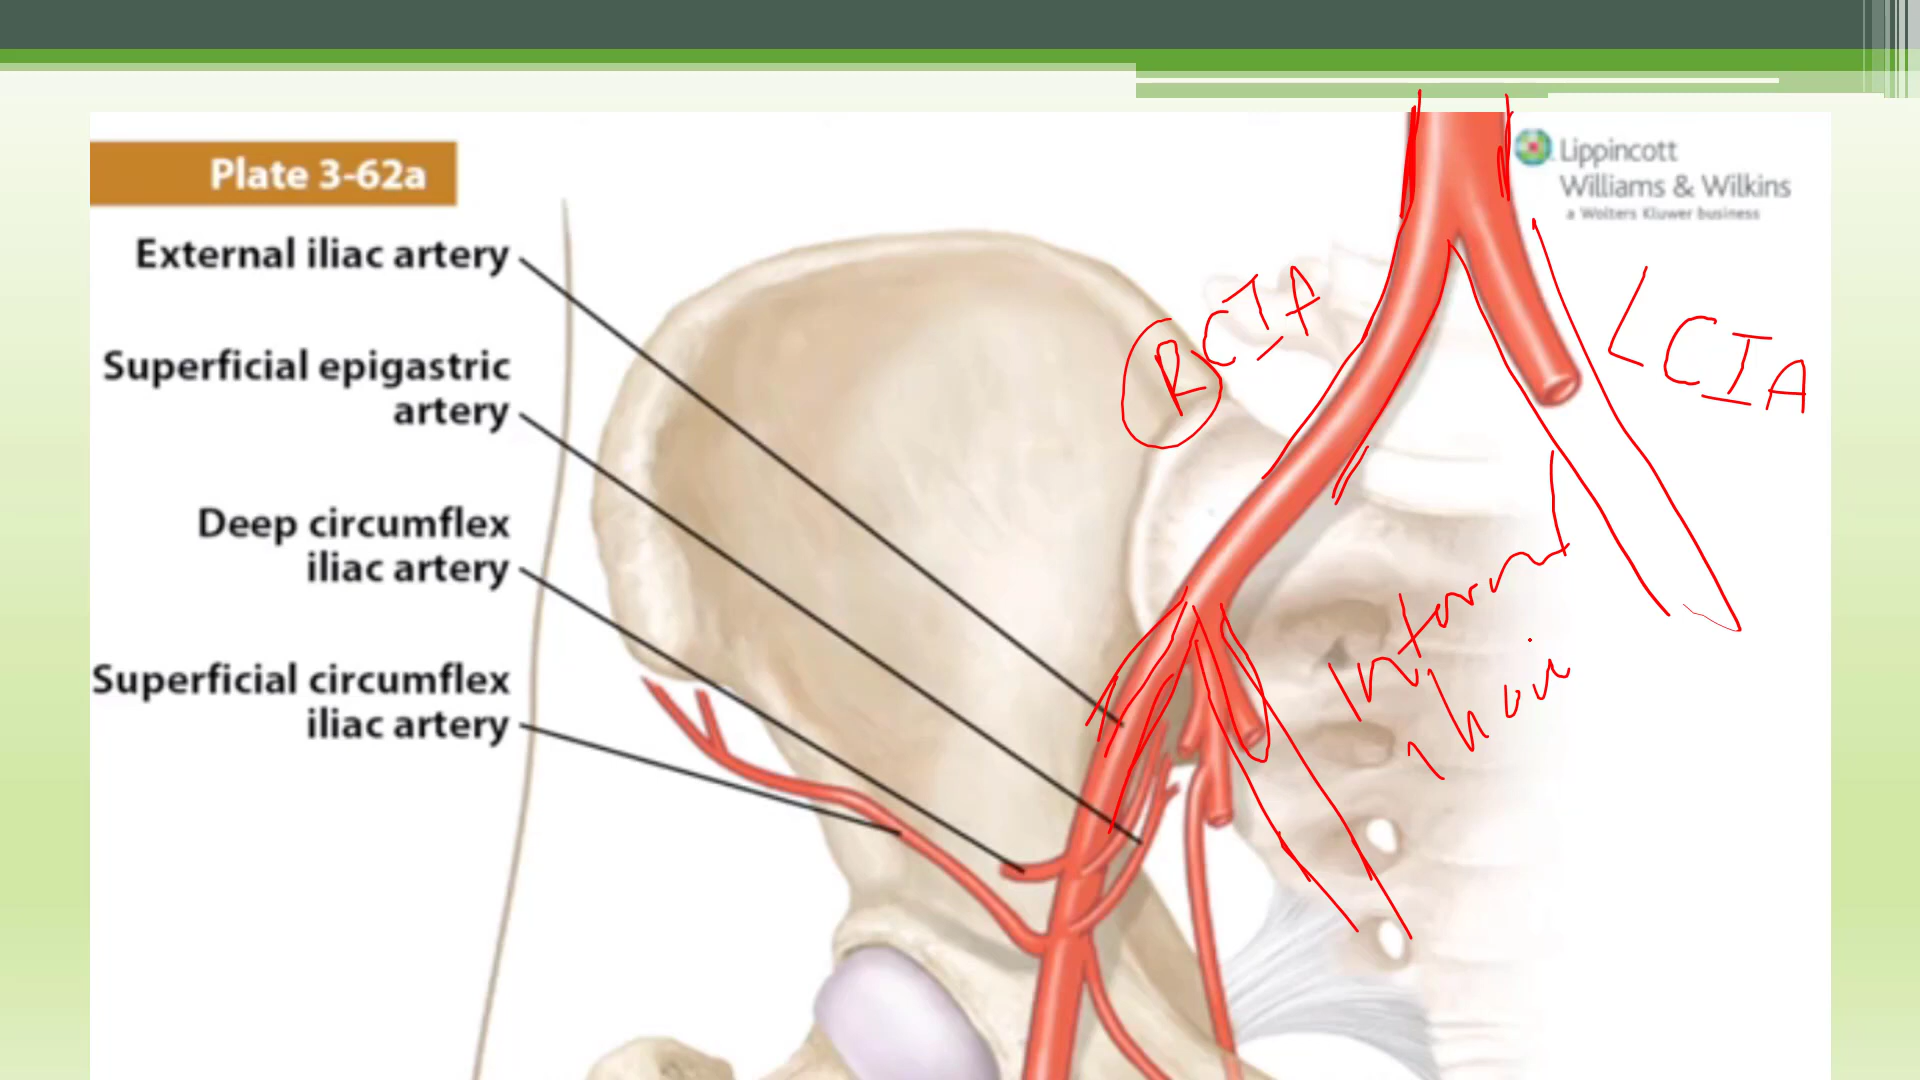 Plate 3-62a
Lippincott
Williams & Wilkins
a Wolters Kluwer business
External iliac artery
Superficial epigastric
artery
Deep circumflex
iliac artery
Superficial circumflex
iliac artery
RCIA
LCIA
Internal